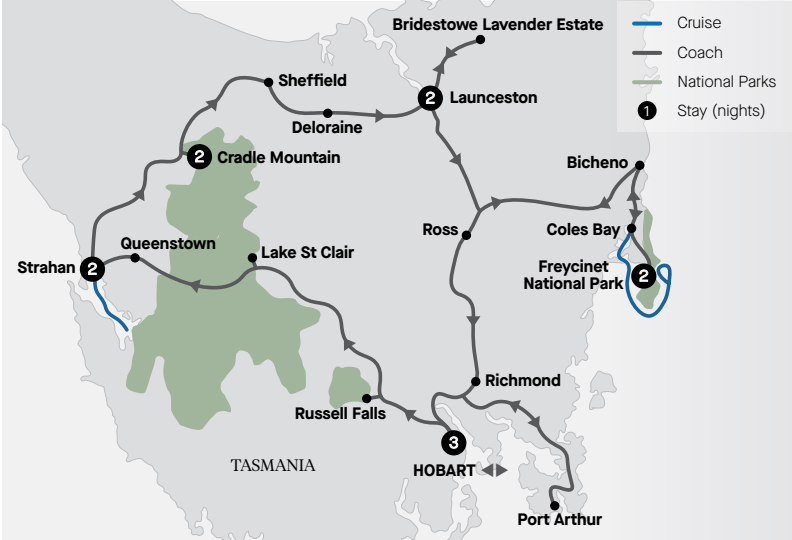 Bridestowe Lavender Estate
Cruise
Coach
National Parks
1 Stay (nights)
Sheffield
2 Launceston
Deloraine
2 Cradle Mountain
Bicheno
Ross
Coles Bay
Queenstown
Lake St Clair
Strahan 2
Freycinet
National Park 2
Richmond
Russell Falls
3
HOBART
TASMANIA
Port Arthur